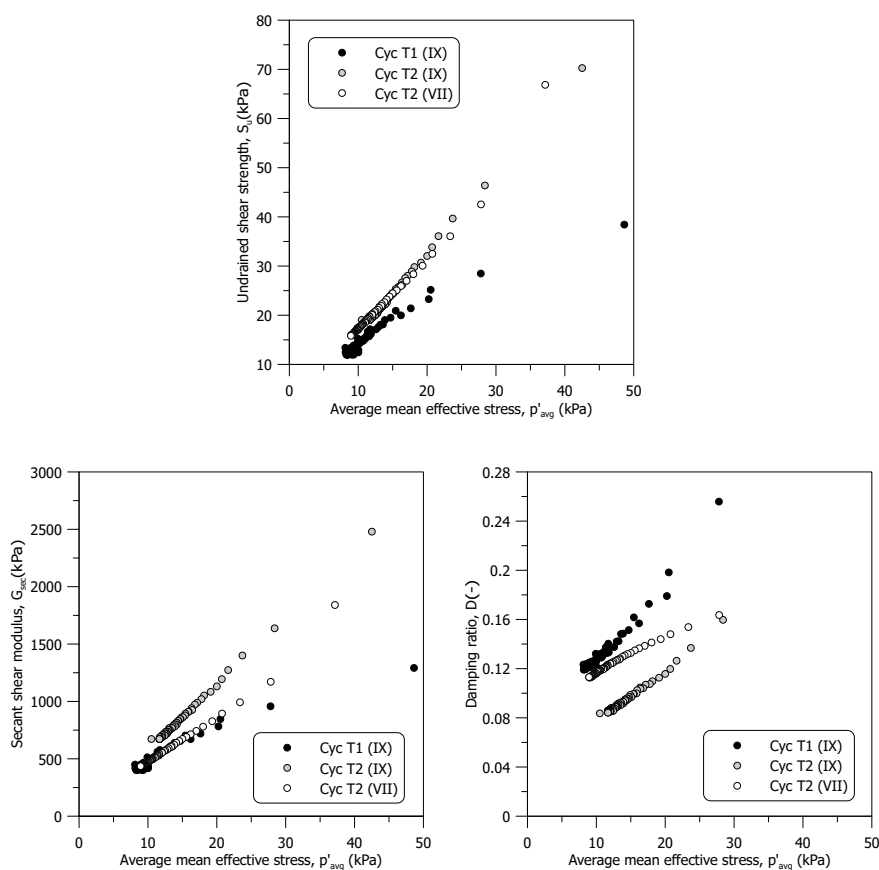 80
70
60
50
40
30
20
10
Undrained shear strength, Su(kPa)
Cyc T1 (IX)
Cyc T2 (IX)
Cyc T2 (VII)
0 10 20 30 40 50
Average mean effective stress, p'avg (kPa)
3000
2500
2000
1500
1000
500
0
Secant shear modulus, Gsec(kPa)
Cyc T1 (IX)
Cyc T2 (IX)
Cyc T2 (VII)
0 10 20 30 40 50
Average mean effective stress, p'avg (kPa)
0.28
0.24
0.2
0.16
0.12
0.08
0.04
0
Damping ratio, D(-)
Cyc T1 (IX)
Cyc T2 (IX)
Cyc T2 (VII)
0 10 20 30 40 50
Average mean effective stress, p'avg (kPa)